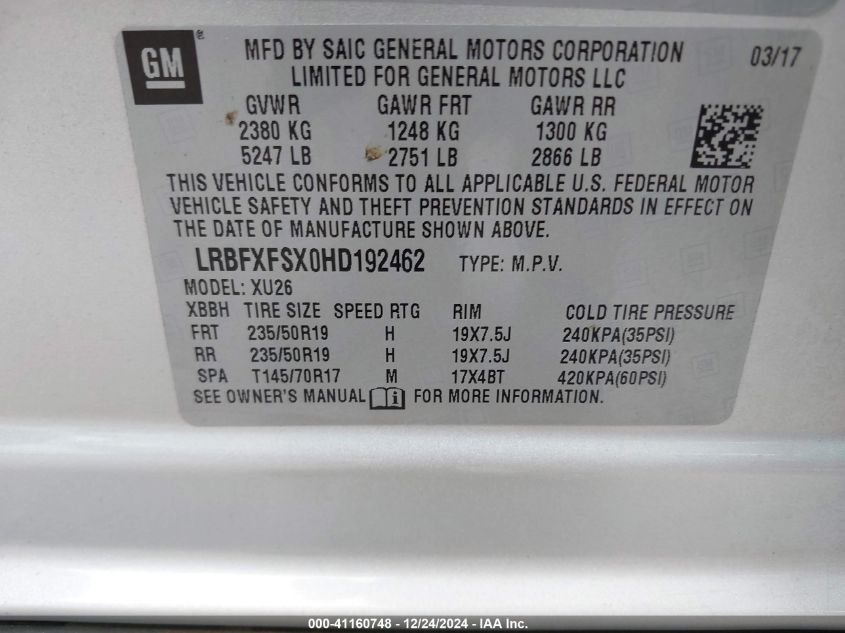 GM ®
MFD BY SAIC GENERAL MOTORS CORPORATION 03/17
LIMITED FOR GENERAL MOTORS LLC
GVWR GAWR FRT GAWR RR
2380 KG 1248 KG 1300 KG
5247 LB 2751 LB 2866 LB
THIS VEHICLE CONFORMS TO ALL APPLICABLE U.S. FEDERAL MOTOR
VEHICLE SAFETY AND THEFT PREVENTION STANDARDS IN EFFECT ON
THE DATE OF MANUFACTURE SHOWN ABOVE.
LRBFXFSX0HD192462 TYPE: M.P.V.
MODEL: XU26
XBBH TIRE SIZE SPEED RTG RIM COLD TIRE PRESSURE
FRT 235/50R19 H 19X7.5J 240KPA(35PSI)
RR 235/50R19 H 19X7.5J 240KPA(35PSI)
SPA T145/70R17 M 17X4BT 420KPA(60PSI)
SEE OWNER'S MANUAL i FOR MORE INFORMATION.
000-41160748 - 12/24/2024 - IAA Inc.